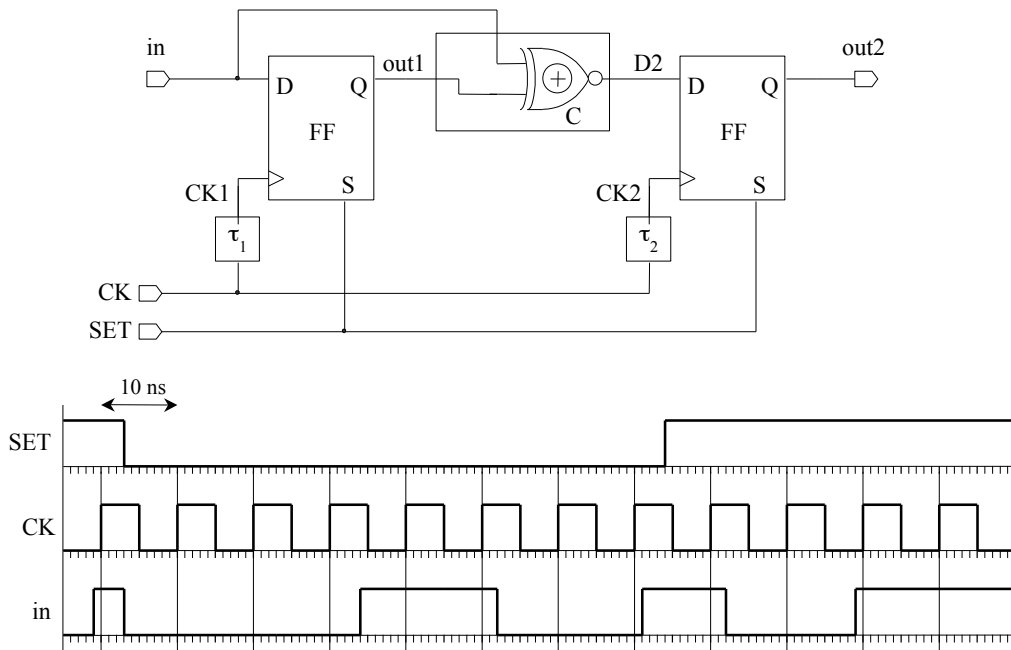 in
out1
D2
out2
D
Q
FF
S
C
D
Q
FF
S
CK1
τ1
CK2
τ2
CK
SET
10 ns
SET
CK
in